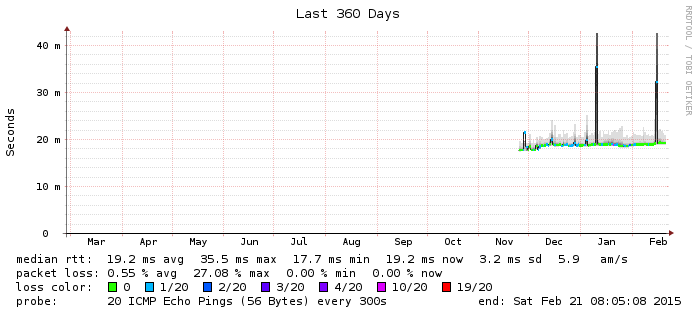 Last 360 Days
RRDTOOL / TOBI OETIKER
Seconds
40 m
30 m
20 m
10 m
0
Mar Apr May Jun Jul Aug Sep Oct Nov Dec Jan Feb
median rtt: 19.2 ms avg 35.5 ms max 17.7 ms min 19.2 ms now 3.2 ms sd 5.9 am/s
packet loss: 0.55 % avg 27.08 % max 0.00 % min 0.00 % now
loss color: 0 1/20 2/20 3/20 4/20 10/20 19/20
probe: 20 ICMP Echo Pings (56 Bytes) every 300s end: Sat Feb 21 08:05:08 2015